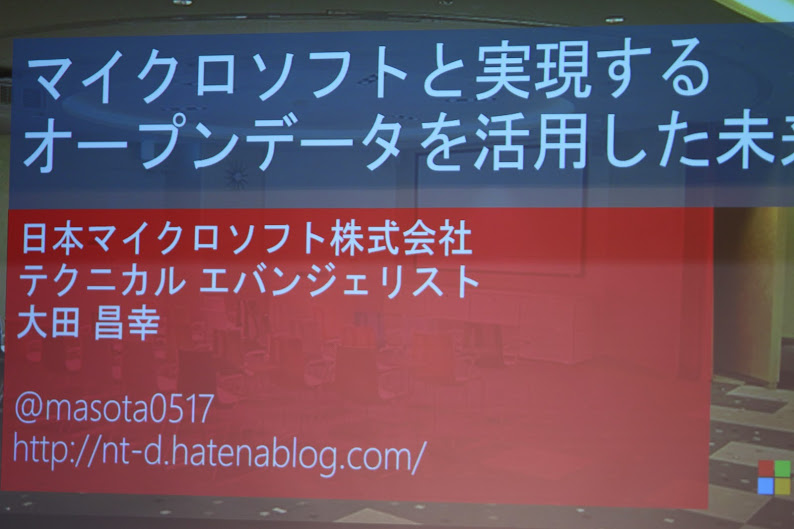 マイクロソフトと実現する
オープンデータを活用した未来
日本マイクロソフト株式会社
テクニカル エバンジェリスト
大田 昌幸
@masota0517
http://nt-d.hatenablog.com/